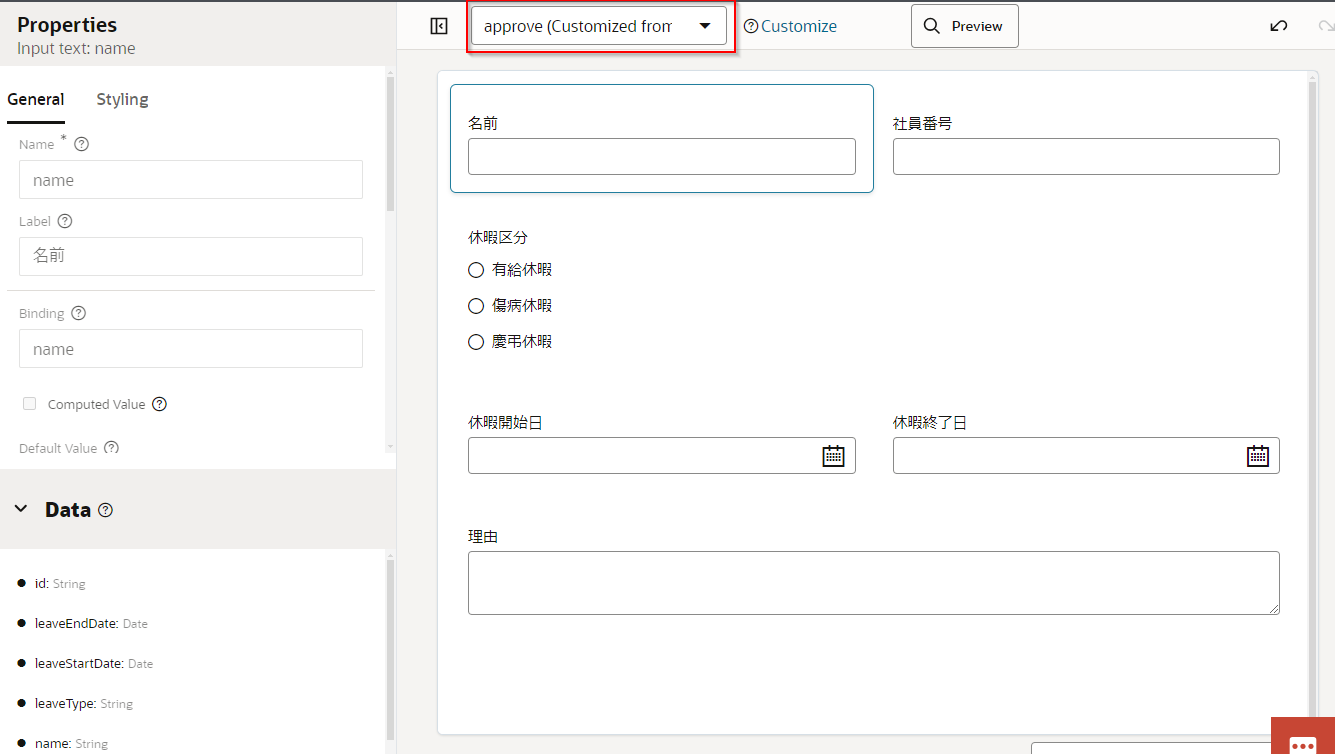 Properties
Input text: name
General Styling
Name *
name
Label
名前
Binding
name
Computed Value
Default Value
Data
id: String
leaveEndDate: Date
leaveStartDate: Date
leaveType: String
name: String
approve (Customized from
Customize
Preview
名前
社員番号
休暇区分
有給休暇
傷病休暇
慶弔休暇
休暇開始日
休暇終了日
理由